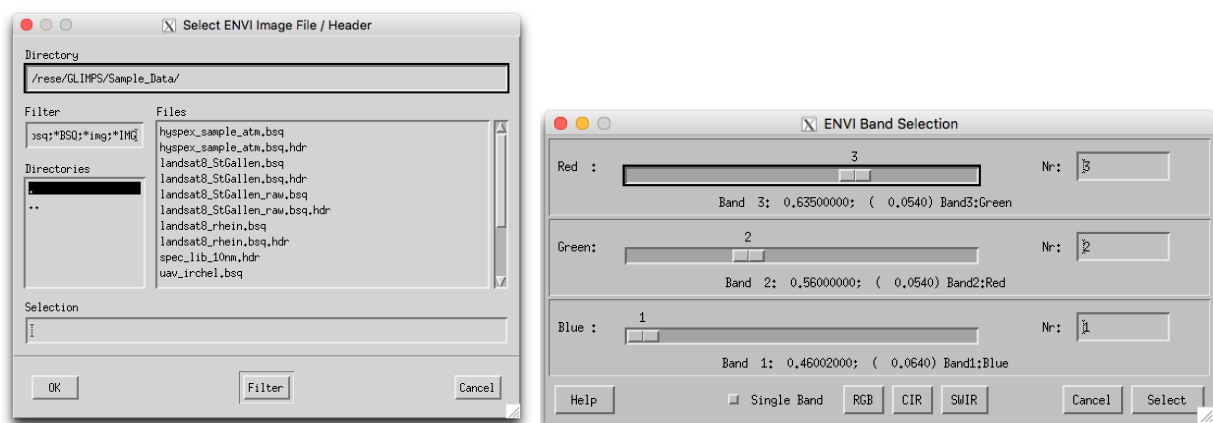 Select ENVI Image File / Header
Directory
/rese/GLIMPS/Sample_Data/
Filter
Files
osq;*BSQ;*img;*IMG
hyspex_sample_atm.bsq
hyspex_sample_atm.bsq.hdr
landsat8_StGallen.bsq
landsat8_StGallen.bsq.hdr
landsat8_StGallen_raw.bsq
landsat8_StGallen_raw.bsq.hdr
landsat8_rhein.bsq
landsat8_rhein.bsq.hdr
spec_lib_10nm.hdr
uav_irchel.bsq
Directories
.
..
Selection
OK
Filter
Cancel
ENVI Band Selection
Red :
3
Nr: 3
Band 3: 0.63500000; ( 0.0540) Band3:Green
Green:
2
Nr: 2
Band 2: 0.56000000; ( 0.0540) Band2:Red
Blue :
1
Nr: 1
Band 1: 0.46002000; ( 0.0640) Band1:Blue
Help
Single Band
RGB
CIR
SWIR
Cancel
Select